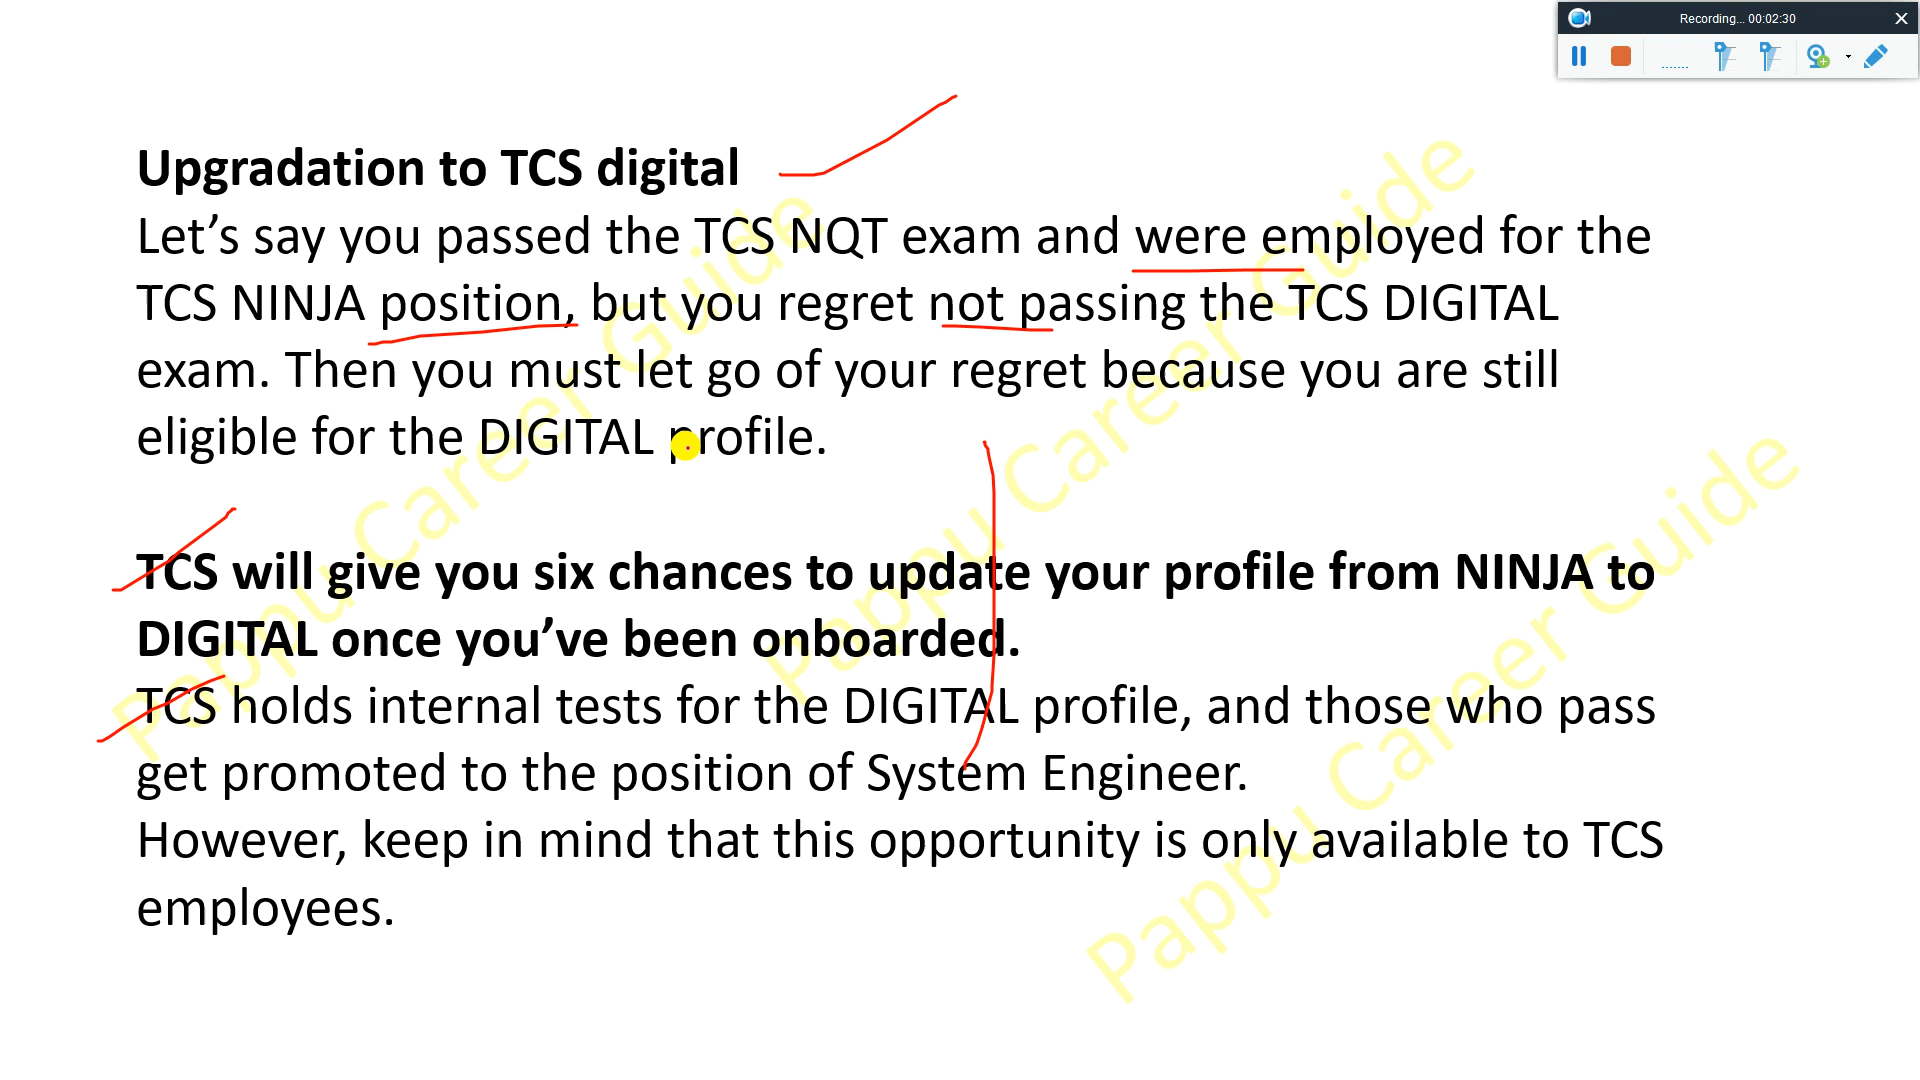 Recording... 00:02:30
Upgradation to TCS digital
Let’s say you passed the TCS NQT exam and were employed for the
TCS NINJA position, but you regret not passing the TCS DIGITAL
exam. Then you must let go of your regret because you are still
eligible for the DIGITAL profile.
TCS will give you six chances to update your profile from NINJA to
DIGITAL once you’ve been onboarded.
TCS holds internal tests for the DIGITAL profile, and those who pass
get promoted to the position of System Engineer.
However, keep in mind that this opportunity is only available to TCS
employees.
Pappu Career Guide
Pappu Career Guide
Pappu Career Guide